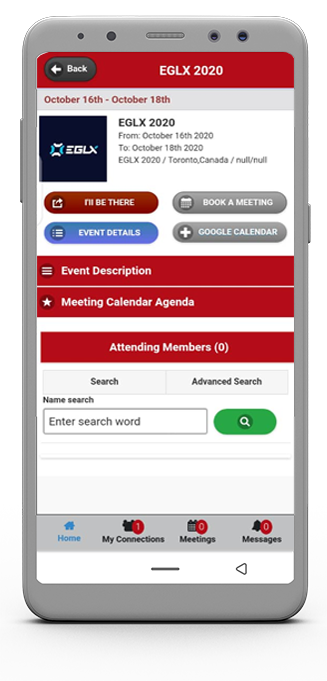 Back
EGLX 2020
October 16th - October 18th
EGLX
EGLX 2020
From: October 16th 2020
To: October 18th 2020
EGLX 2020 / Toronto,Canada / null/null
I'll BE THERE
BOOK A MEETING
EVENT DETAILS
GOOGLE CALENDAR
Event Description
Meeting Calendar Agenda
Attending Members (0)
Search
Advanced Search
Name search
Enter search word
1
0
0
Home
My Connections
Meetings
Messages